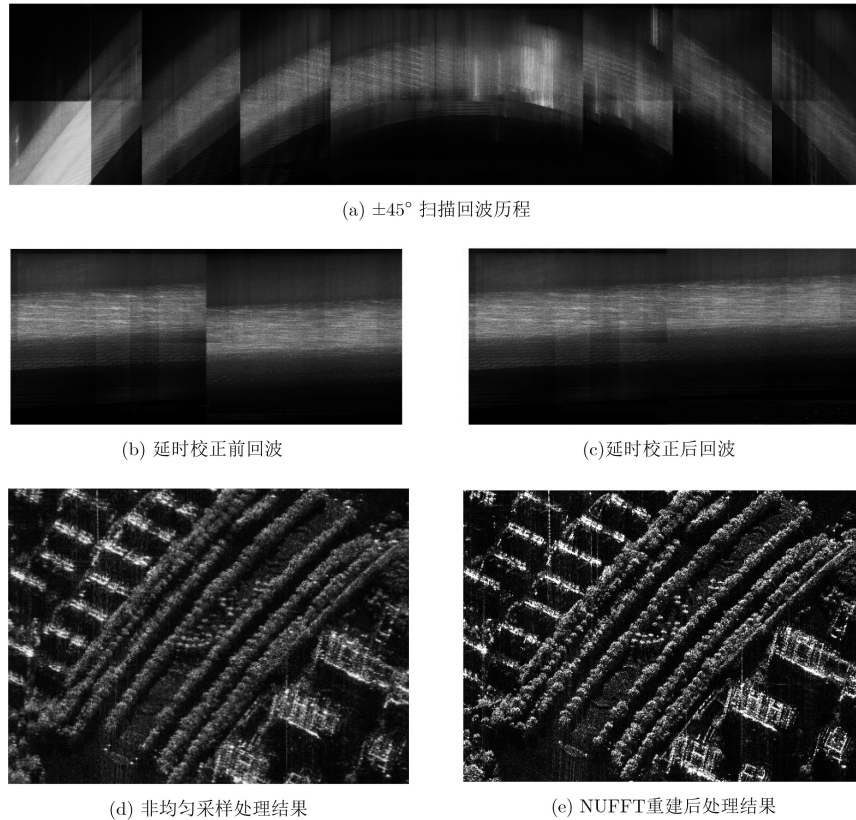 (a) ±45° 扫描回波历程
(b) 延时校正前回波
(c)延时校正后回波
(d) 非均匀采样处理结果
(e) NUFFT重建后处理结果